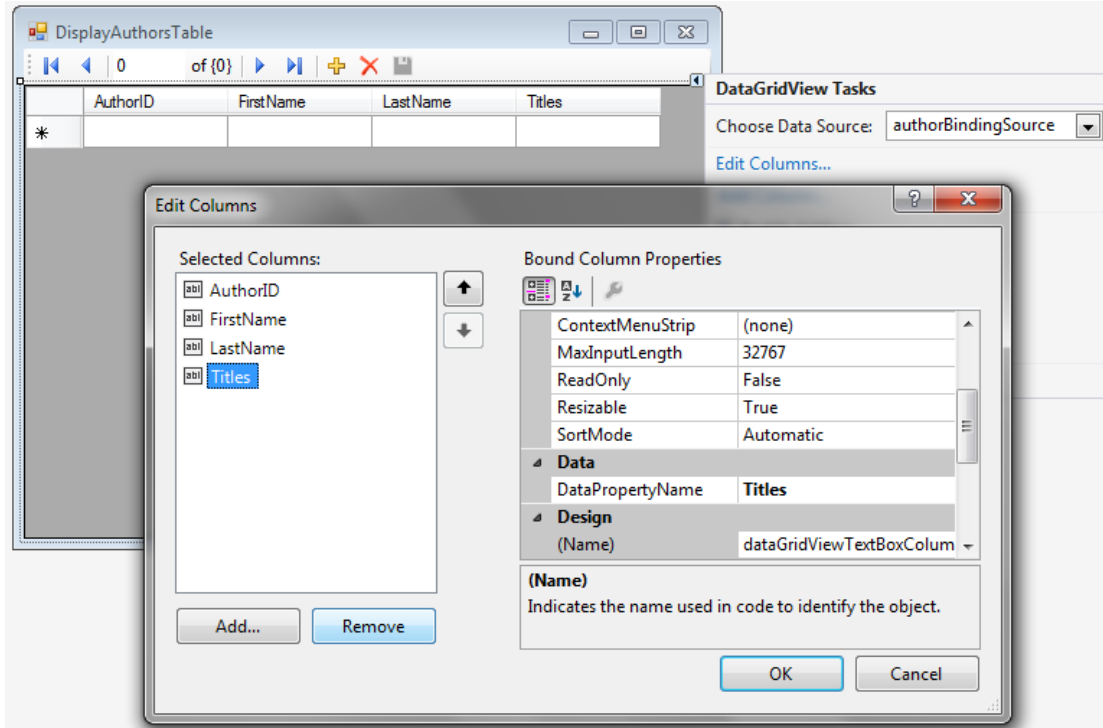 DisplayAuthorsTable
0 of {0}
DataGridView Tasks
AuthorID FirstName LastName Titles
Choose Data Source: authorBindingSource
Edit Columns...
Edit Columns
Selected Columns:
AuthorID
FirstName
LastName
Titles
Add... Remove
Bound Column Properties
ContextMenuStrip (none)
MaxInputLength 32767
ReadOnly False
Resizable True
SortMode Automatic
Data
DataPropertyName Titles
Design
(Name) dataGridViewTextBoxColum
(Name)
Indicates the name used in code to identify the object.
OK Cancel